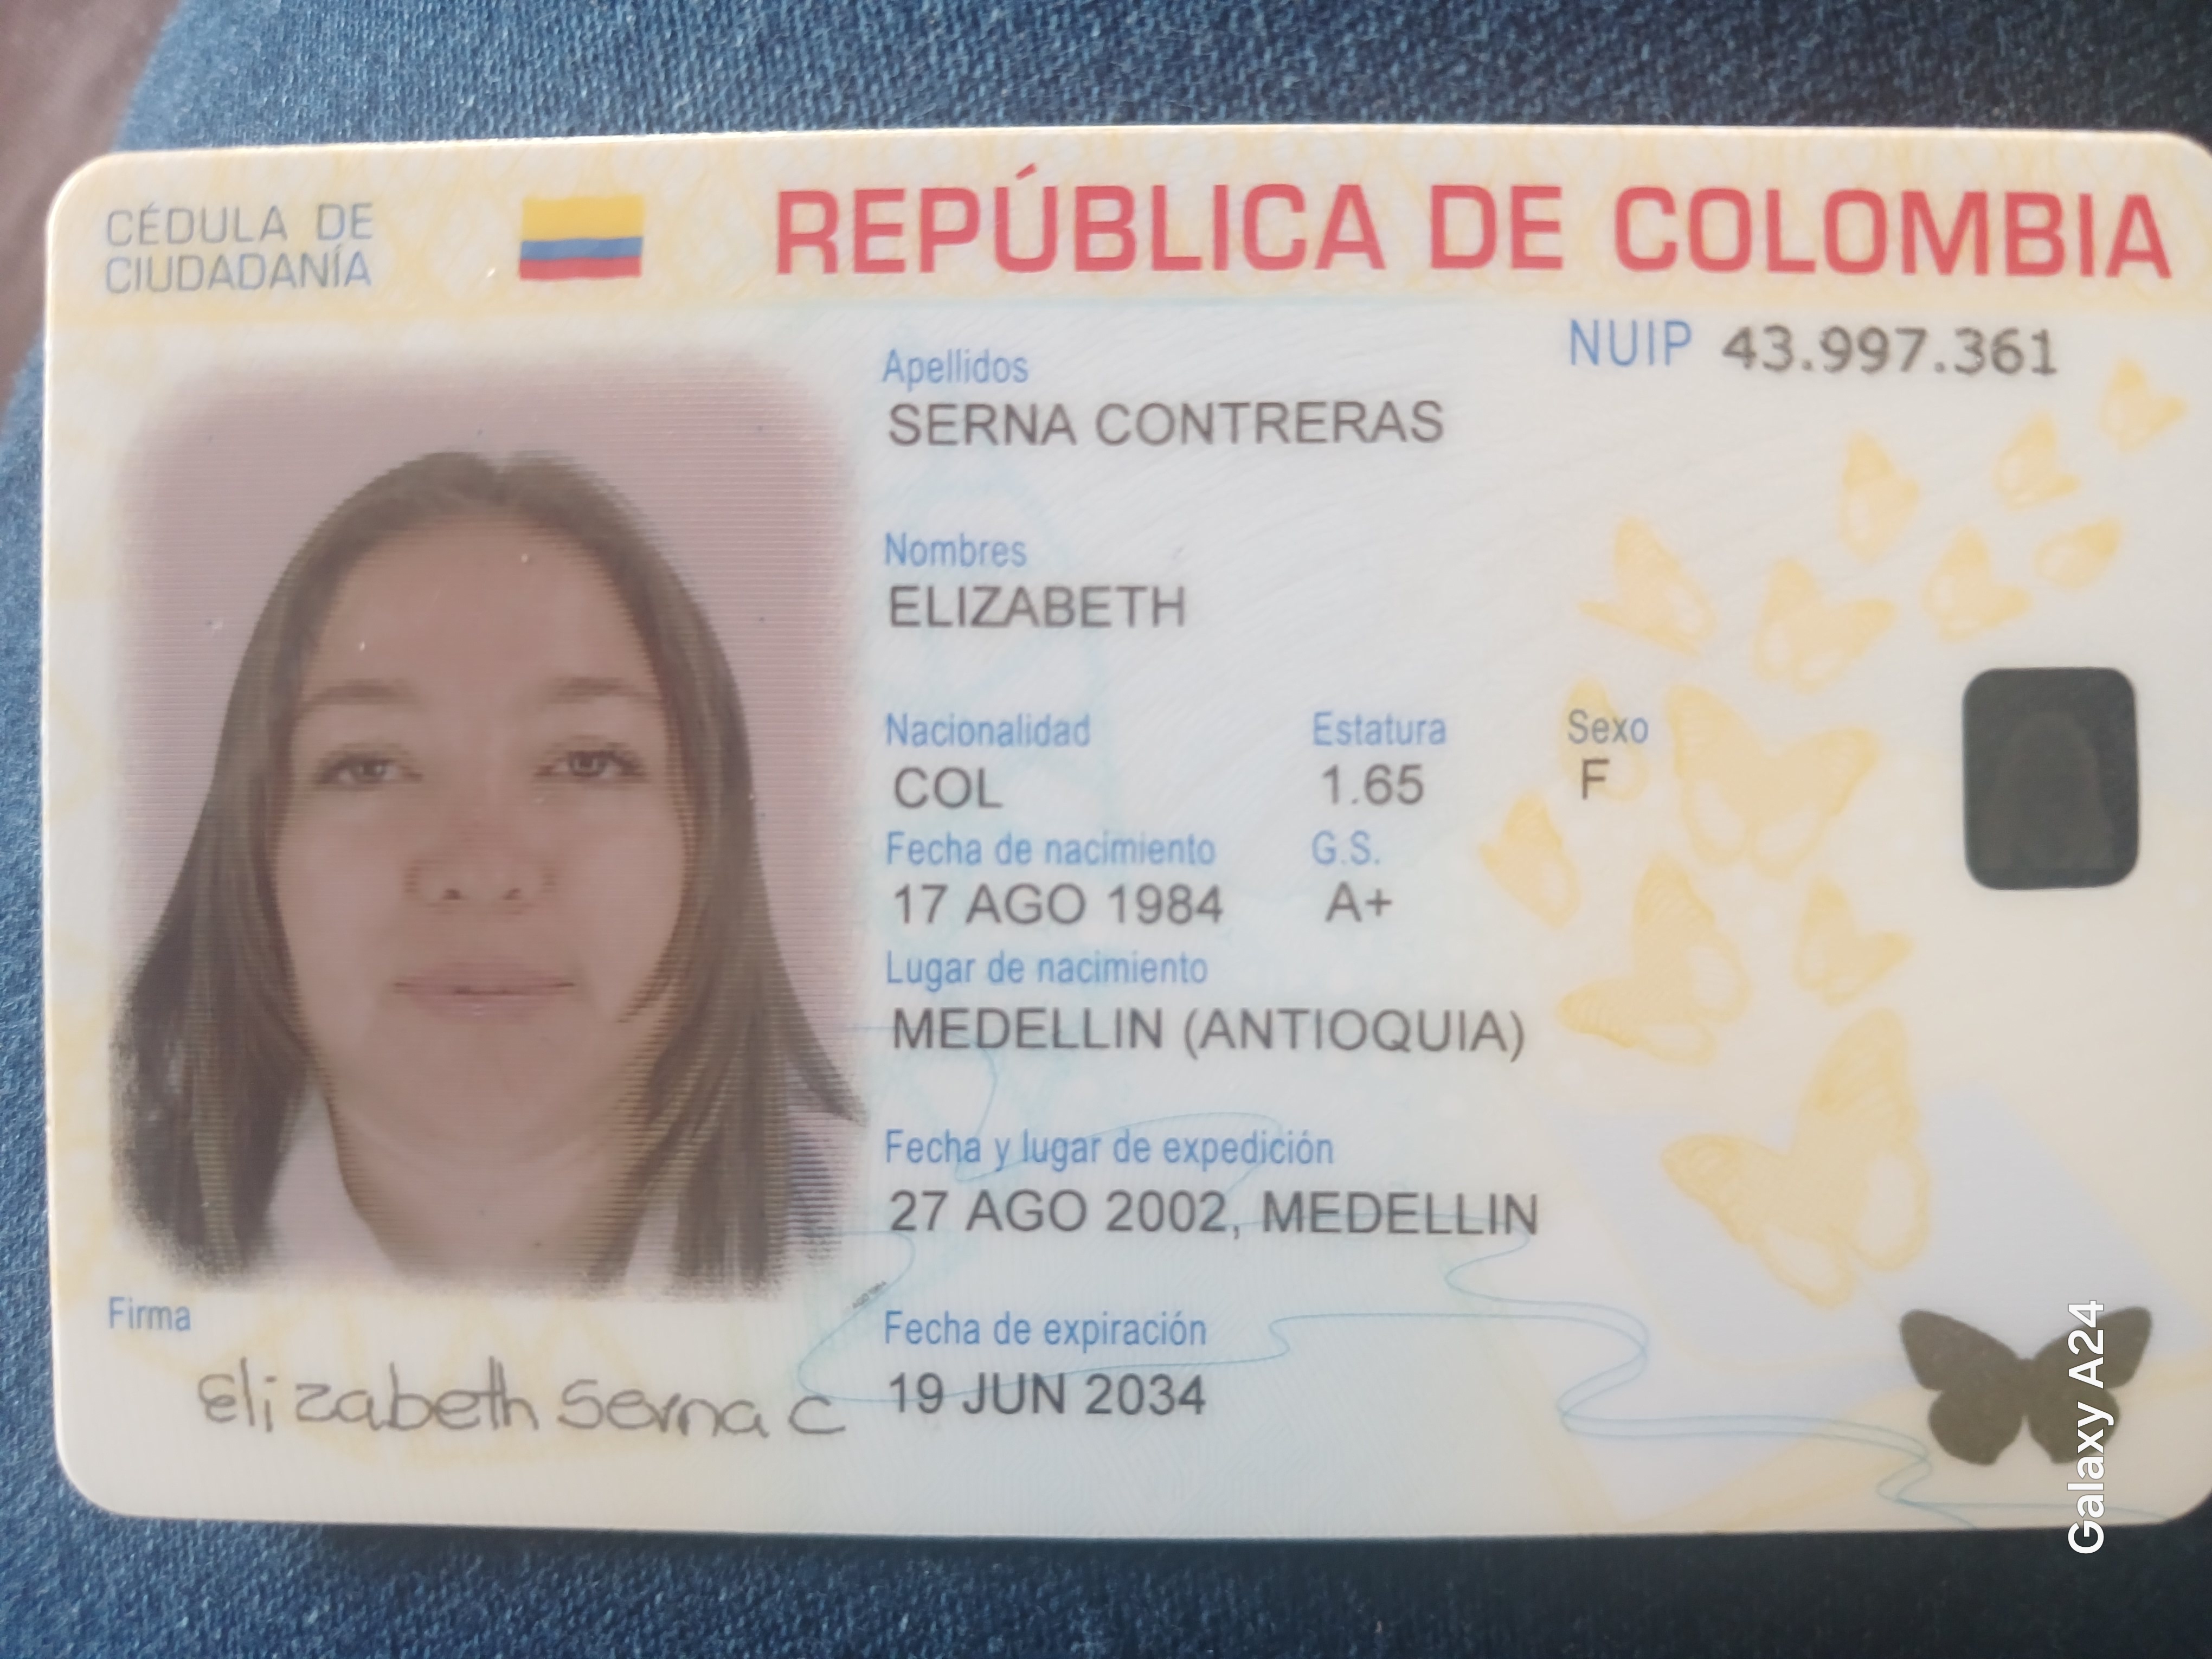 CÉDULA DE
CIUDADANÍA
REPÚBLICA DE COLOMBIA
NUIP 43.997.361
Apellidos
SERNA CONTRERAS
Nombres
ELIZABETH
Nacionalidad Estatura Sexo
COL 1.65 F
Fecha de nacimiento G.S.
17 AGO 1984 A+
Lugar de nacimiento
MEDELLIN (ANTIOQUIA)
Fecha y lugar de expedición
27 AGO 2002, MEDELLIN
Fecha de expiración
19 JUN 2034
Firma
Elizabeth Serna C
Galaxy A24